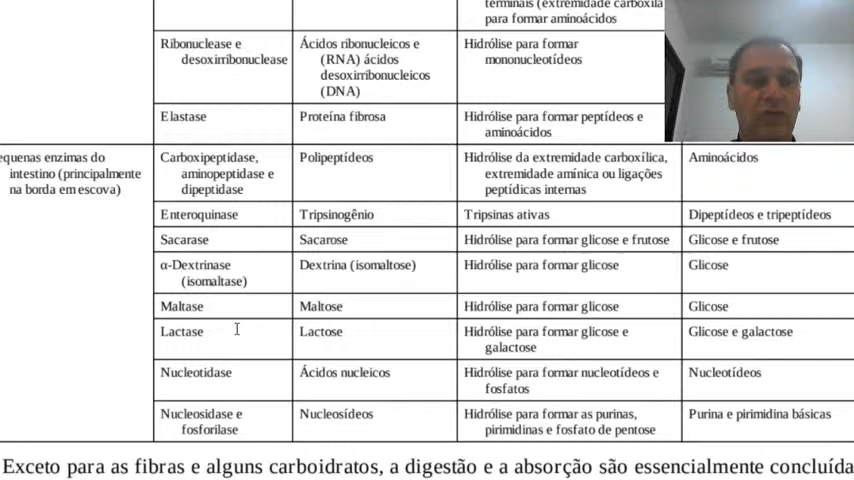 terminais (extremidade carboxila
para formar aminoácidos
Ribonuclease e
desoxirribonuclease
Ácidos ribonucleicos e
(RNA) ácidos
desoxirribonucleicos
(DNA)
Hidrólise para formar
mononucleotídeos
Elastase
Proteína fibrosa
Hidrólise para formar peptídeos e
aminoácidos
equenas enzimas do
intestino (principalmente
na borda em escova)
Carboxipeptidase,
aminopeptidase e
dipeptidase
Polipeptídeos
Hidrólise da extremidade carboxílica,
extremidade amínica ou ligações
peptídicas internas
Aminoácidos
Enteroquinase
Tripsinogênio
Tripsinas ativas
Dipeptídeos e tripeptídeos
Sacarase
Sacarose
Hidrólise para formar glicose e frutose
Glicose e frutose
α-Dextrinase
(isomaltase)
Dextrina (isomaltose)
Hidrólise para formar glicose
Glicose
Maltase
Maltose
Hidrólise para formar glicose
Glicose
Lactase
Lactose
Hidrólise para formar glicose e
galactose
Glicose e galactose
Nucleotidase
Ácidos nucleicos
Hidrólise para formar nucleotídeos e
fosfatos
Nucleotídeos
Nucleosidase e
fosforilase
Nucleosídeos
Hidrólise para formar as purinas,
pirimidinas e fosfato de pentose
Purina e pirimidina básicas
Exceto para as fibras e alguns carboidratos, a digestão e a absorção são essencialmente concluída